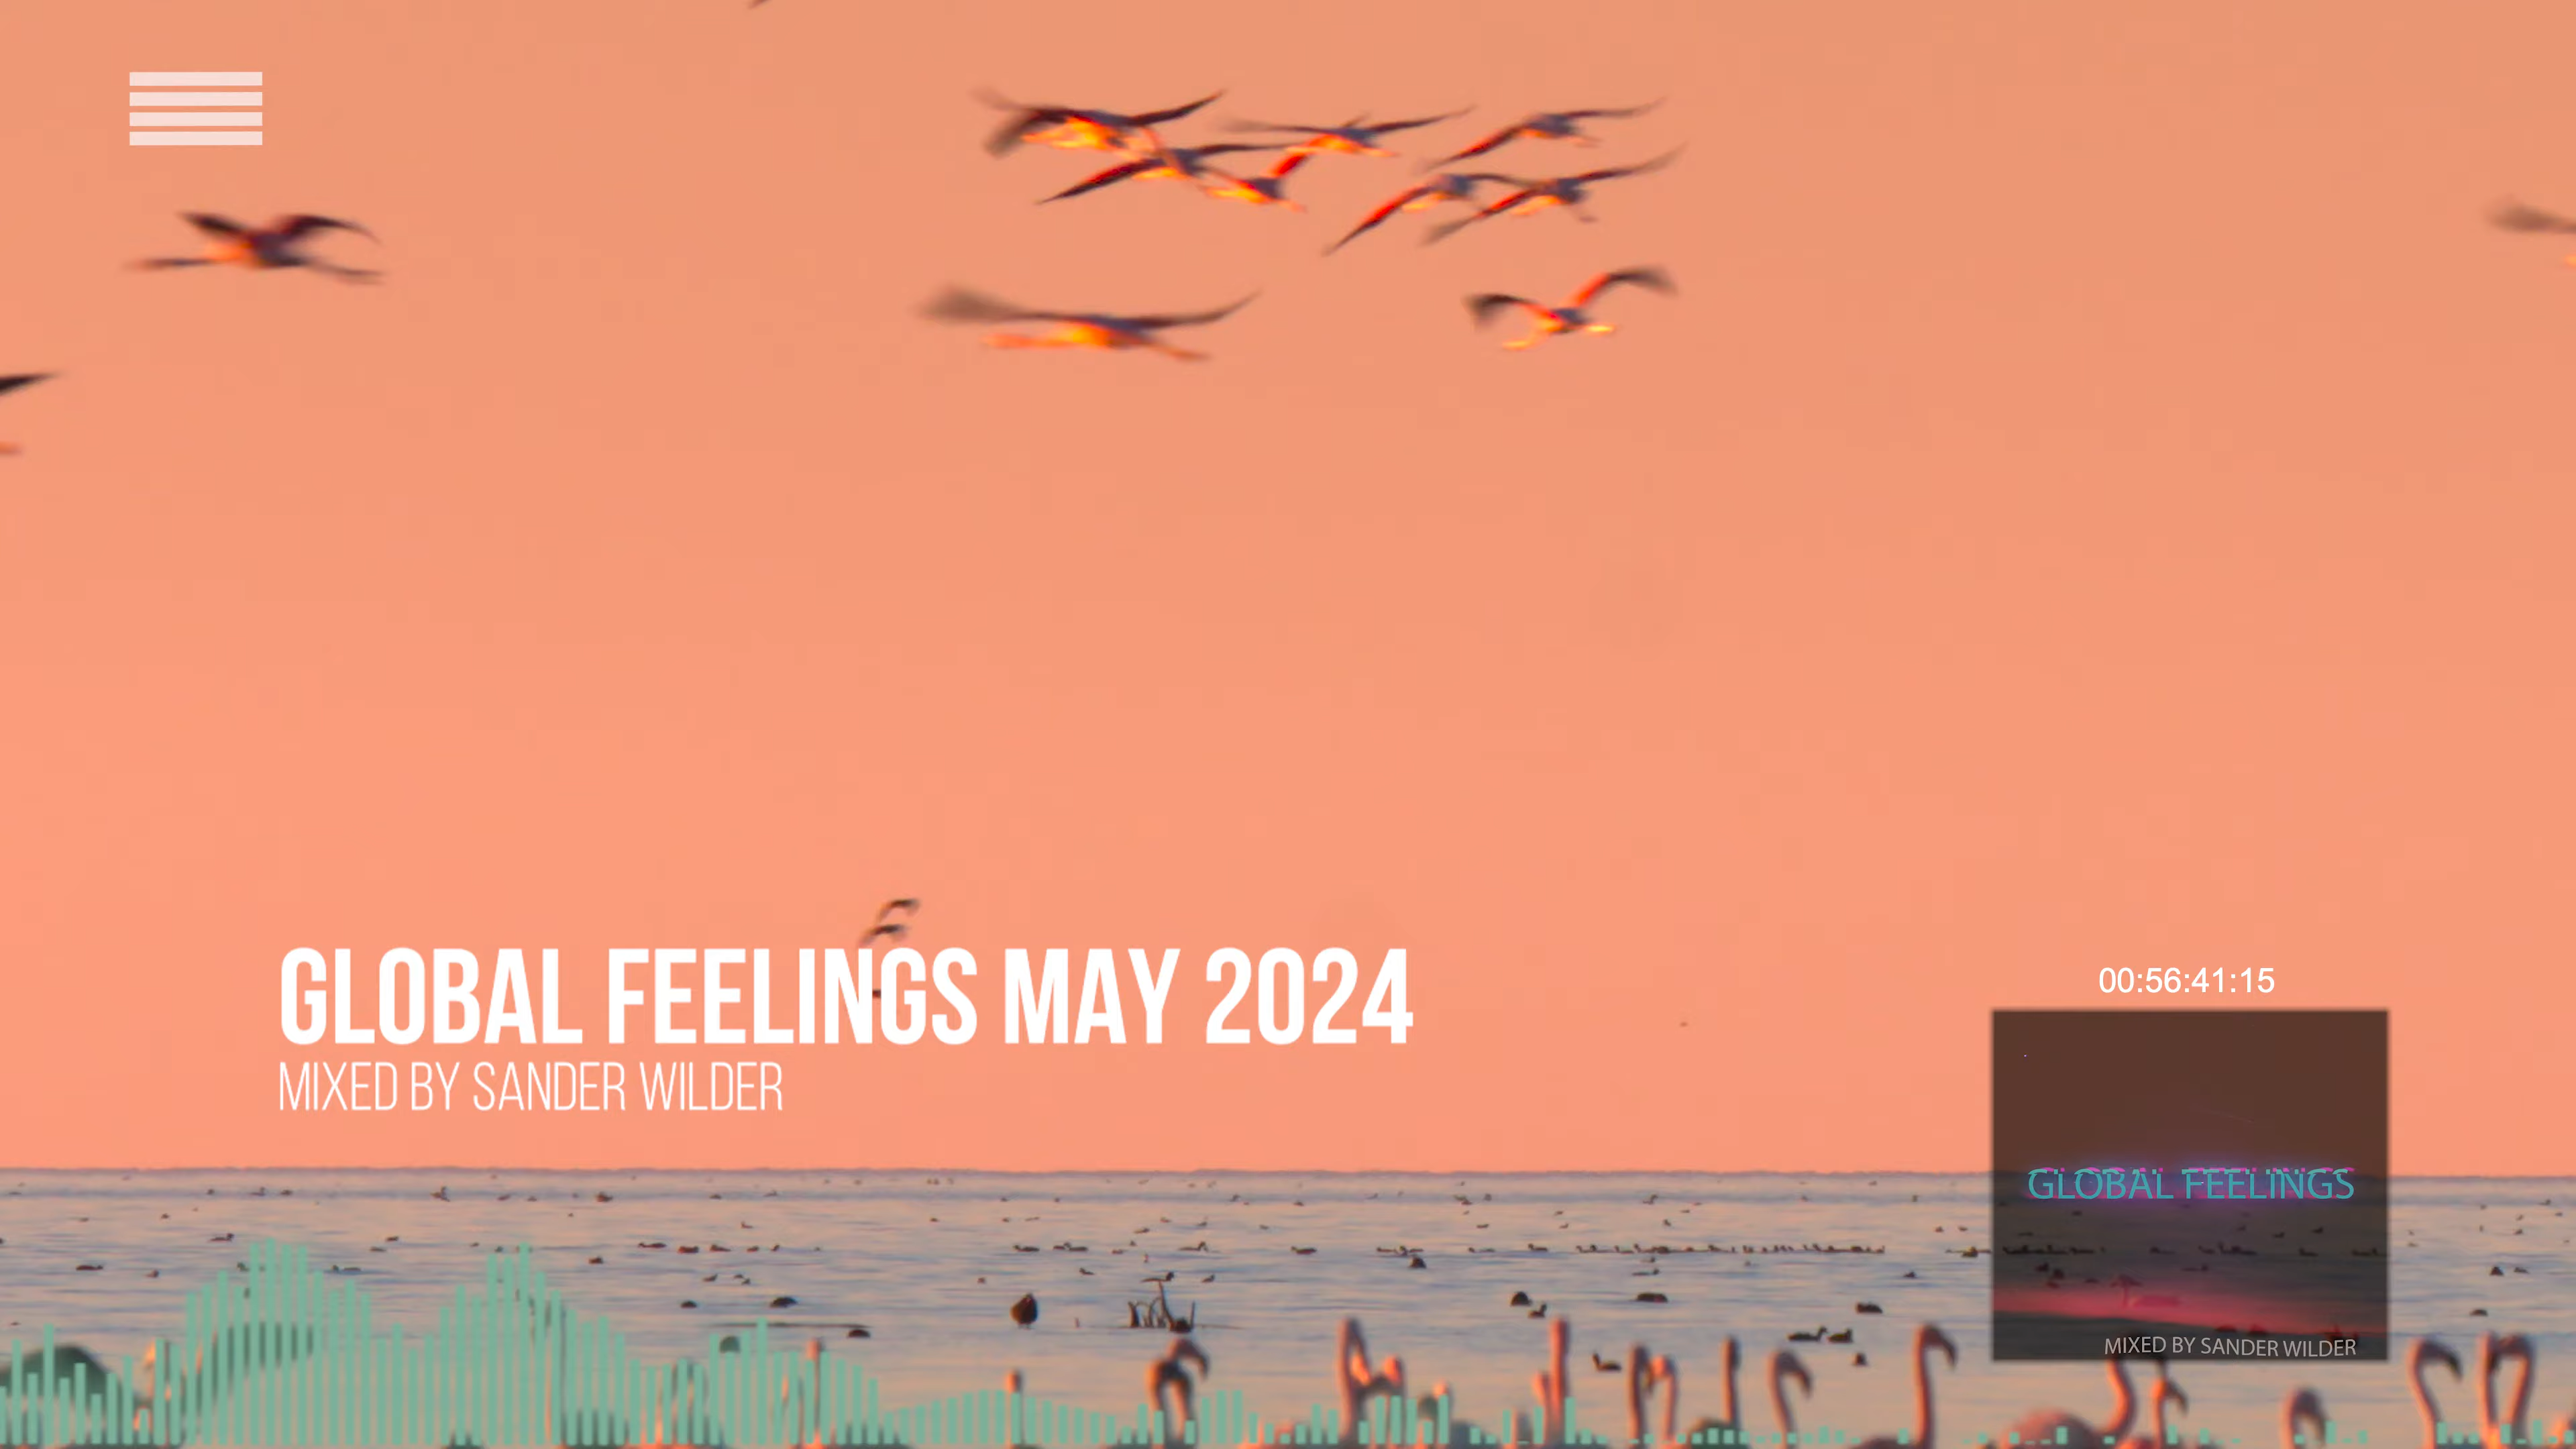 GLOBAL FEELINGS MAY 2024
MIXED BY SANDER WILDER
00:56:41:15
GLOBAL FEELINGS
MIXED BY SANDER WILDER